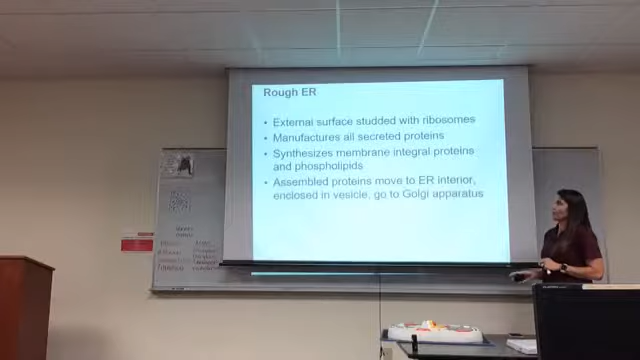 Rough ER
• External surface studded with ribosomes
• Manufactures all secreted proteins
• Synthesizes membrane integral proteins
and phospholipids
• Assembled proteins move to ER interior,
enclosed in vesicle, go to Golgi apparatus